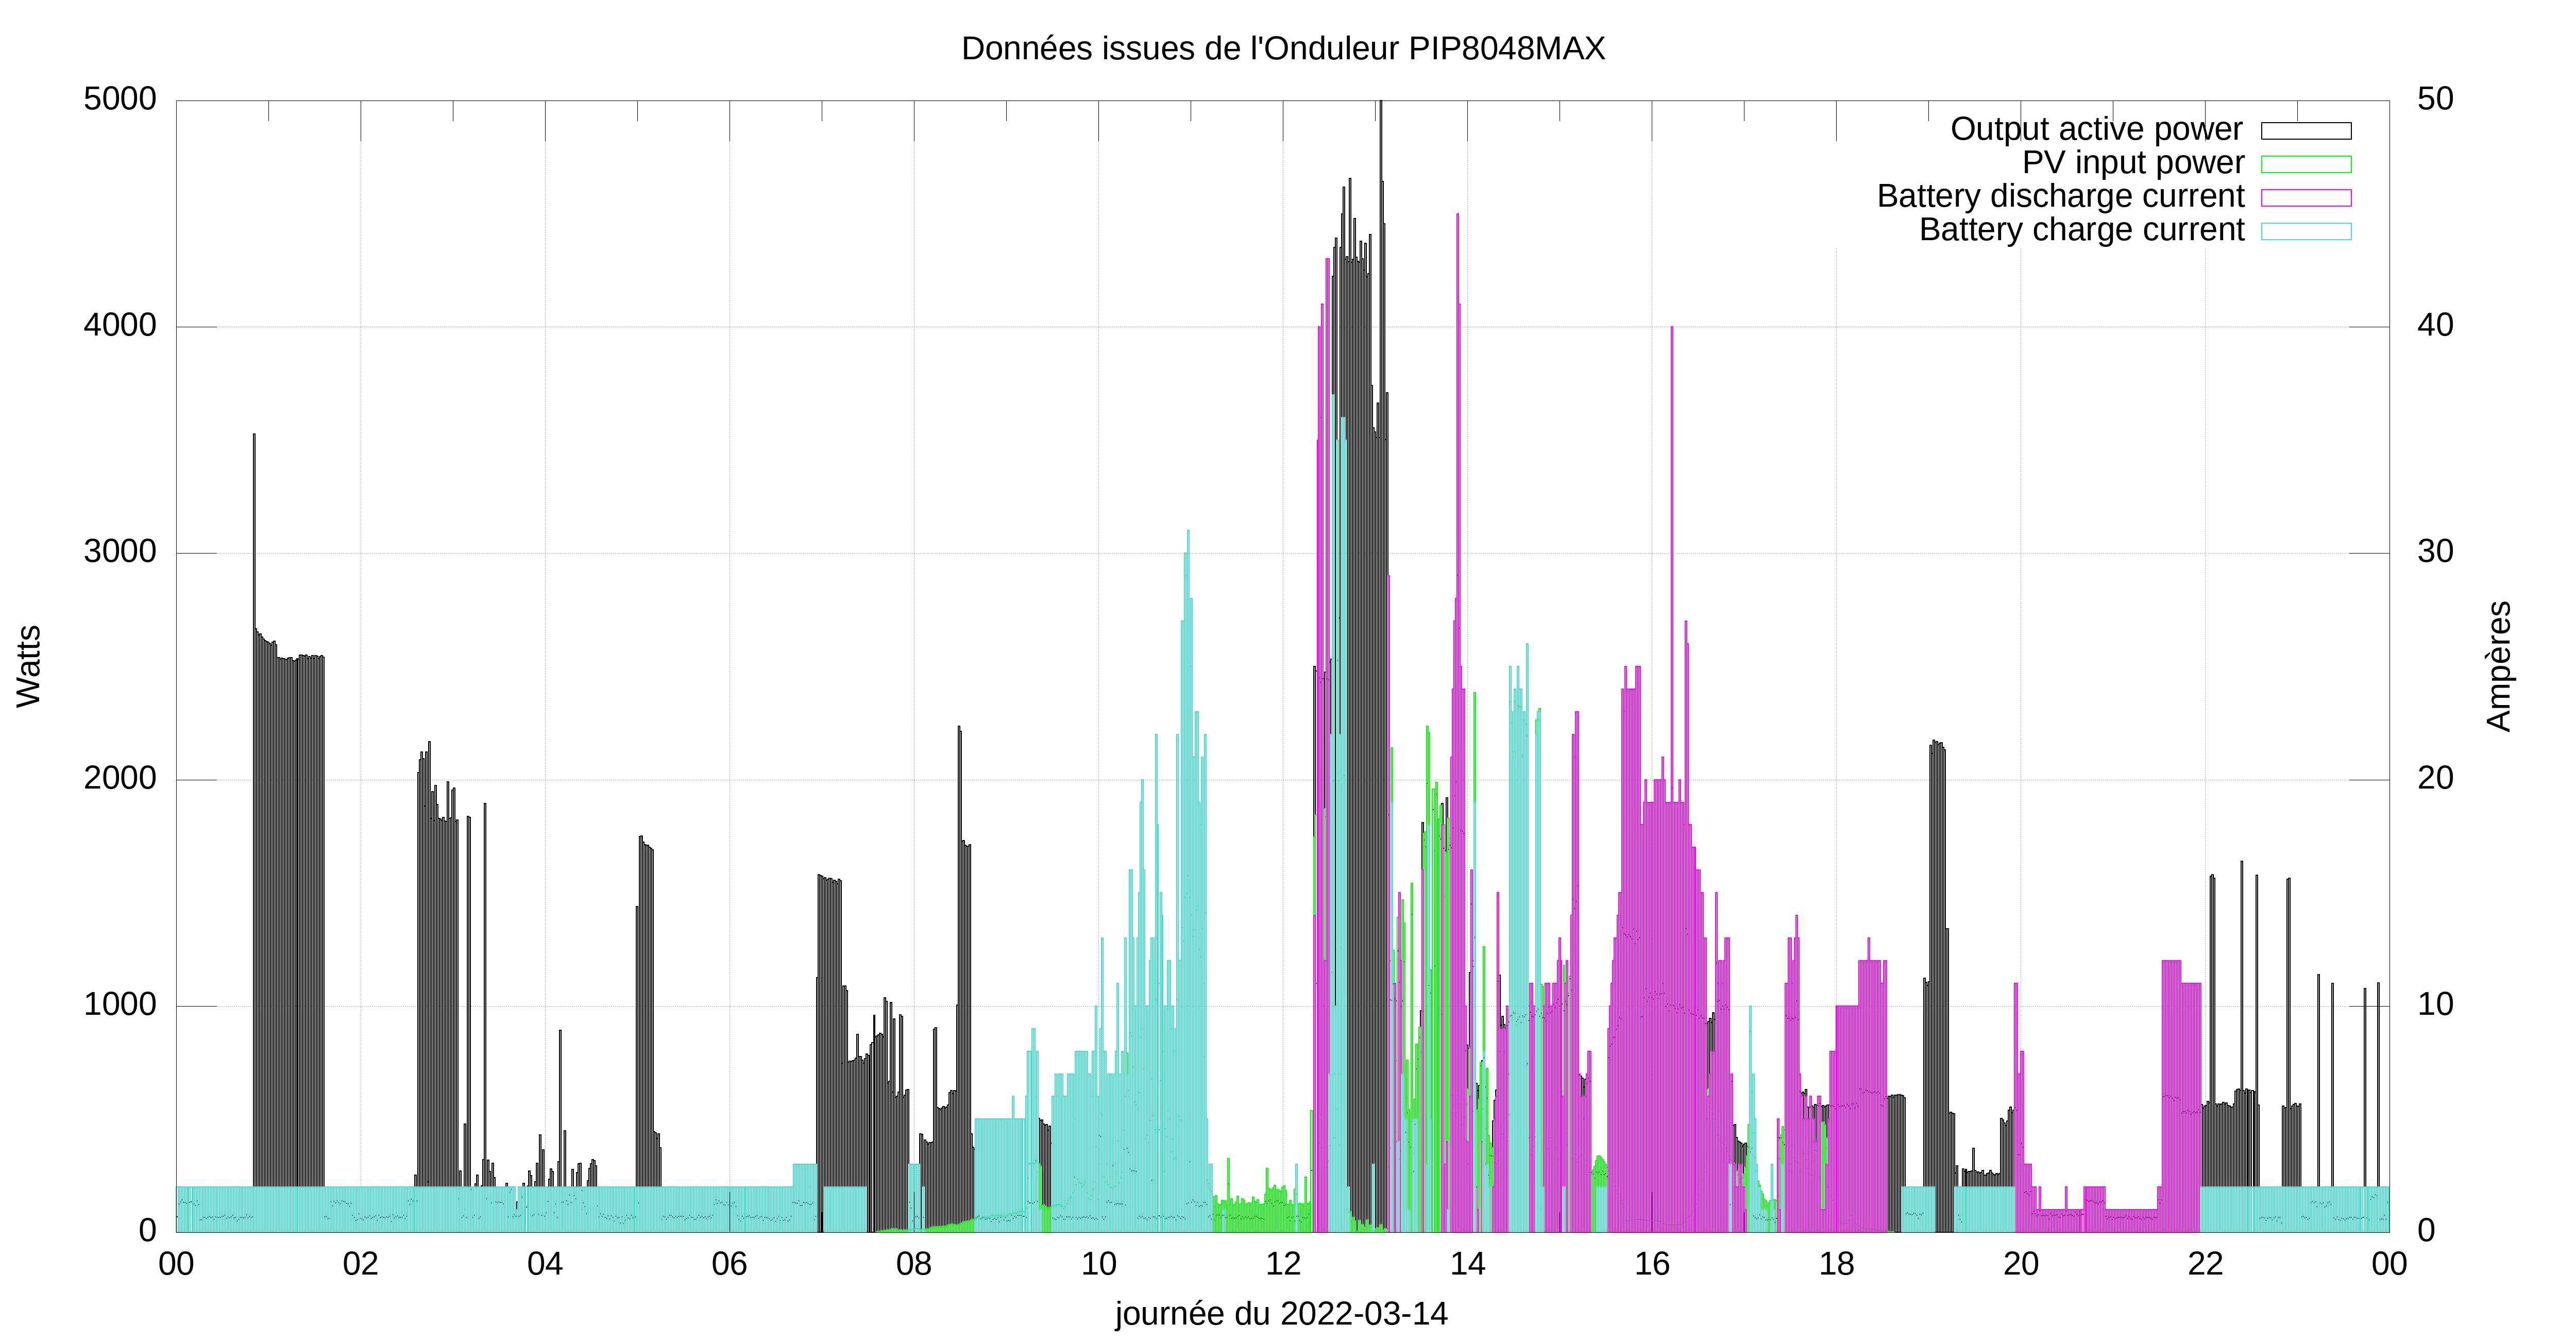 Données issues de l'Onduleur PIP8048MAX
5000
4000
3000
2000
1000
0
50
40
30
20
10
0
Output active power
PV input power
Battery discharge current
Battery charge current
Watts
Ampères
00 02 04 06 08 10 12 14 16 18 20 22 00
journée du 2022-03-14